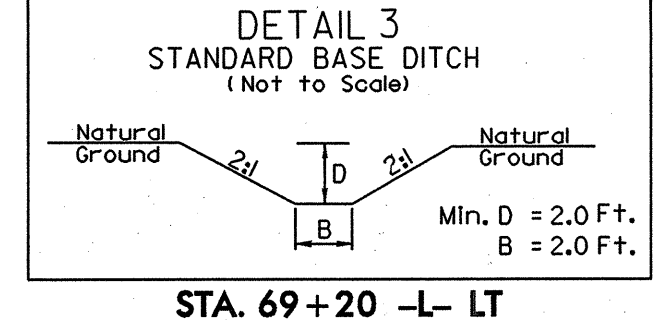 DETAIL 3
STANDARD BASE DITCH
(Not to Scale)
Natural
Ground
2:1
D
2:1
Natural
Ground
B
Min. D = 2.0 Ft.
B = 2.0 Ft.
STA. 69+20 -L- LT